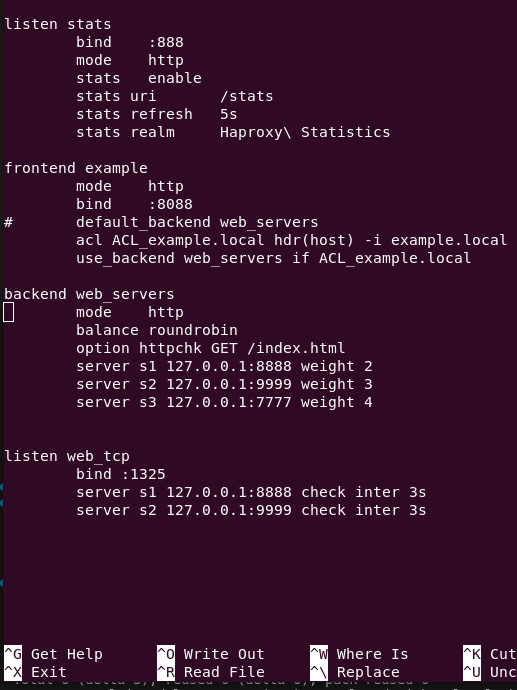 listen stats
        bind    :888
        mode    http
        stats   enable
        stats uri       /stats
        stats refresh   5s
        stats realm     Haproxy\ Statistics
frontend example
        mode    http
        bind    :8088
#       default_backend web_servers
        acl ACL_example.local hdr(host) -i example.local
        use_backend web_servers if ACL_example.local
backend web_servers
        mode    http
        balance roundrobin
        option httpchk GET /index.html
        server s1 127.0.0.1:8888 weight 2
        server s2 127.0.0.1:9999 weight 3
        server s3 127.0.0.1:7777 weight 4
listen web_tcp
        bind :1325
        server s1 127.0.0.1:8888 check inter 3s
        server s2 127.0.0.1:9999 check inter 3s
^G Get Help      ^O Write Out     ^W Where Is      ^K Cut
^X Exit          ^R Read File     ^\ Replace       ^U Unc